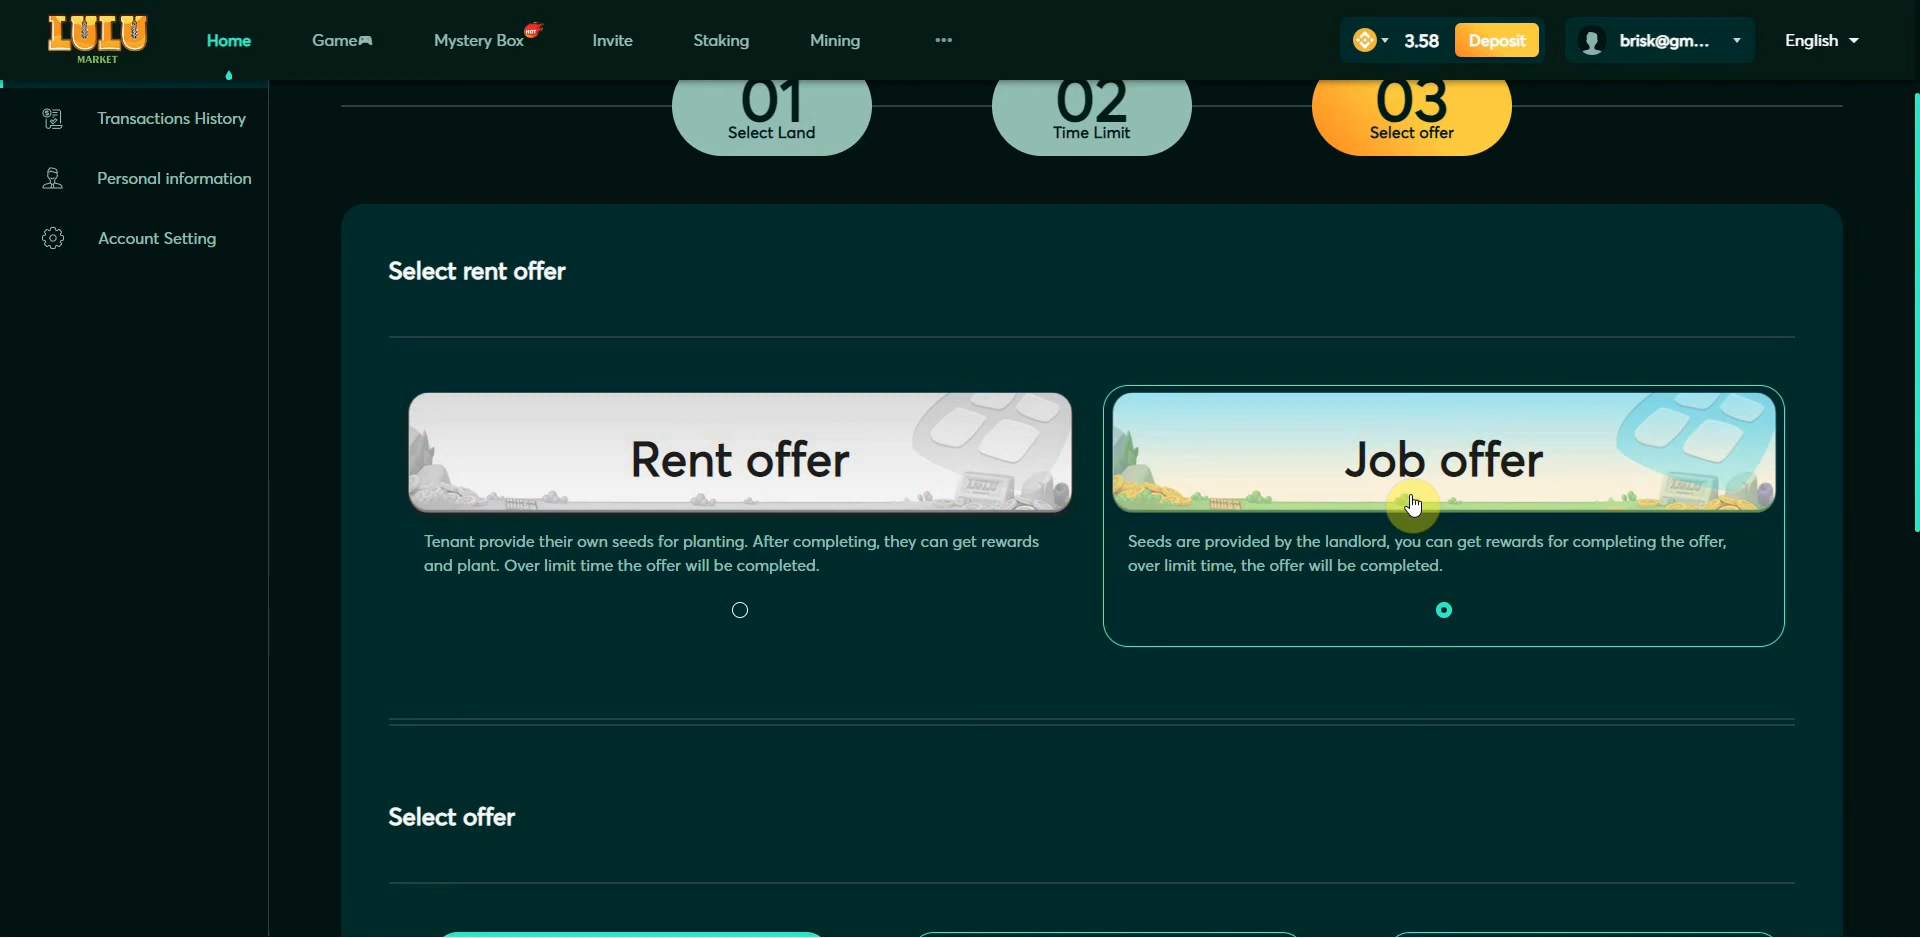 LULU
MARKET
Home
Game
Mystery Box
HOT
Invite
Staking
Mining
3.58
Deposit
brisk@gm...
English
Transactions History
Personal information
Account Setting
01
Select Land
02
Time Limit
03
Select offer
Select rent offer
Rent offer
Job offer
Tenant provide their own seeds for planting. After completing, they can get rewards
and plant. Over limit time the offer will be completed.
Seeds are provided by the landlord, you can get rewards for completing the offer,
over limit time, the offer will be completed.
Select offer